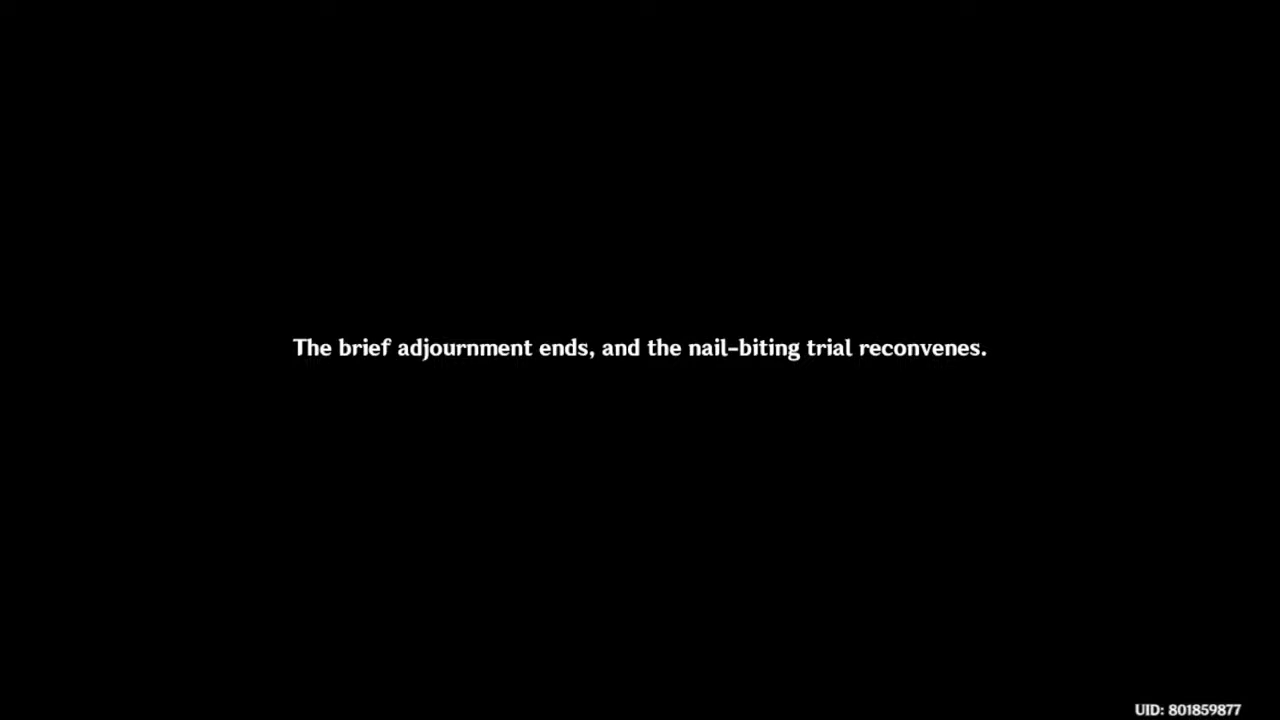 The brief adjournment ends, and the nail-biting trial reconvenes.
UID: 801859877